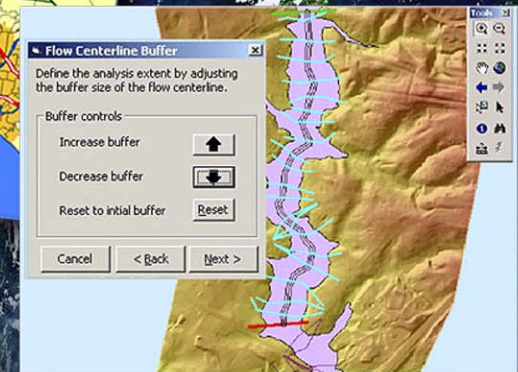 Flow Centerline Buffer
Define the analysis extent by adjusting
the buffer size of the flow centerline.
Buffer controls
Increase buffer
Decrease buffer
Reset to intial buffer
Reset
Cancel
< Back
Next >
Tools